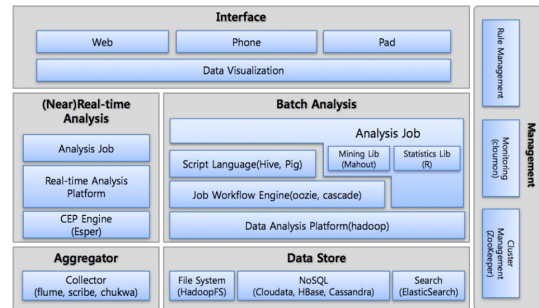 Interface
Web
Phone
Pad
Data Visualization
(Near)Real-time
Analysis
Analysis Job
Real-time Analysis
Platform
CEP Engine
(Esper)
Batch Analysis
Analysis Job
Script Language(Hive, Pig)
Mining Lib
(Mahout)
Statistics Lib
(R)
Job Workflow Engine(oozie, cascade)
Data Analysis Platform(hadoop)
Aggregator
Collector
(flume, scribe, chukwa)
Data Store
File System
(HadoopFS)
NoSQL
(Cloudata, HBase, Cassandra)
Search
(ElasticSearch)
Management
Rule Management
Monitoring
(cloumon)
Cluster
Management
(ZooKeeper)